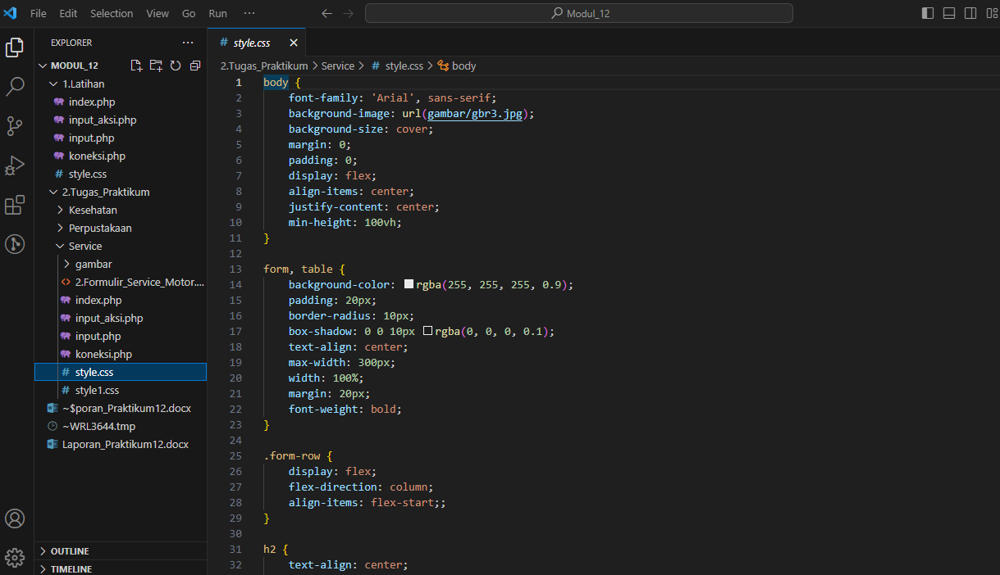 File Edit Selection View Go Run ···
Modul_12
EXPLORER ···
MODUL_12
1.Latihan
index.php
input_aksi.php
input.php
koneksi.php
# style.css
2.Tugas_Praktikum
Kesehatan
Perpustakaan
Service
gambar
2.Formulir_Service_Motor....
index.php
input_aksi.php
input.php
koneksi.php
# style.css
# style1.css
~$poran_Praktikum12.docx
~WRL3644.tmp
Laporan_Praktikum12.docx
OUTLINE
TIMELINE
# style.css
2.Tugas_Praktikum > Service > # style.css > body
1 body {
2 font-family: 'Arial', sans-serif;
3 background-image: url(gambar/gbr3.jpg);
4 background-size: cover;
5 margin: 0;
6 padding: 0;
7 display: flex;
8 align-items: center;
9 justify-content: center;
10 min-height: 100vh;
11 }
12
13 form, table {
14 background-color: rgba(255, 255, 255, 0.9);
15 padding: 20px;
16 border-radius: 10px;
17 box-shadow: 0 0 10px rgba(0, 0, 0, 0.1);
18 text-align: center;
19 max-width: 300px;
20 width: 100%;
21 margin: 20px;
22 font-weight: bold;
23 }
24
25 .form-row {
26 display: flex;
27 flex-direction: column;
28 align-items: flex-start;;
29 }
30
31 h2 {
32 text-align: center;